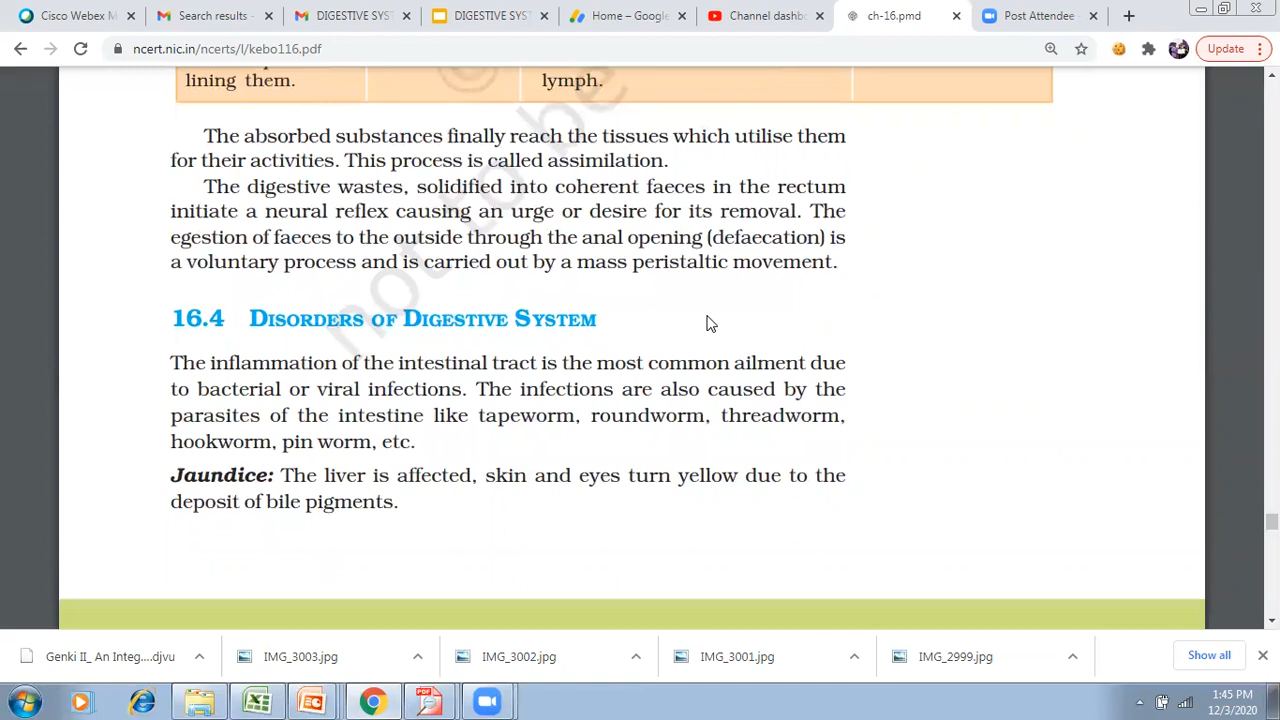 Cisco Webex M
Search results -
DIGESTIVE SYST
DIGESTIVE SYST
Home – Google
Channel dashbo
ch-16.pmd
Post Attendee
ncert.nic.in/ncerts/l/kebo116.pdf
Update
lining them.
lymph.
not to be
The absorbed substances finally reach the tissues which utilise them
for their activities. This process is called assimilation.
The digestive wastes, solidified into coherent faeces in the rectum
initiate a neural reflex causing an urge or desire for its removal. The
egestion of faeces to the outside through the anal opening (defaecation) is
a voluntary process and is carried out by a mass peristaltic movement.
16.4 Disorders of Digestive System
The inflammation of the intestinal tract is the most common ailment due
to bacterial or viral infections. The infections are also caused by the
parasites of the intestine like tapeworm, roundworm, threadworm,
hookworm, pin worm, etc.
Jaundice: The liver is affected, skin and eyes turn yellow due to the
deposit of bile pigments.
Genki II_ An Integ....djvu
IMG_3003.jpg
IMG_3002.jpg
IMG_3001.jpg
IMG_2999.jpg
Show all
1:45 PM
12/3/2020